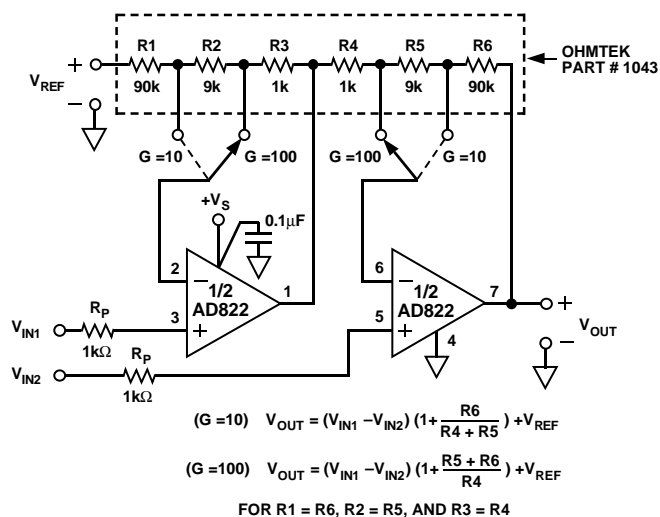 R1 R2 R3 R4 R5 R6
OHMTEK
PART # 1043
+
VREF
–
90k 9k 1k 1k 9k 90k
G =10 G =100 G =100 G =10
+VS
0.1µF
2 –
1/2
AD822
1
3 +
6 –
1/2
AD822
7
5 +
4
+
VOUT
–
VIN1
RP
1kΩ
VIN2
RP
1kΩ
(G =10) VOUT = (VIN1 –VIN2) (1+ R6 / R4 + R5 ) +VREF
(G =100) VOUT = (VIN1 –VIN2) (1+ R5 + R6 / R4 ) +VREF
FOR R1 = R6, R2 = R5, AND R3 = R4